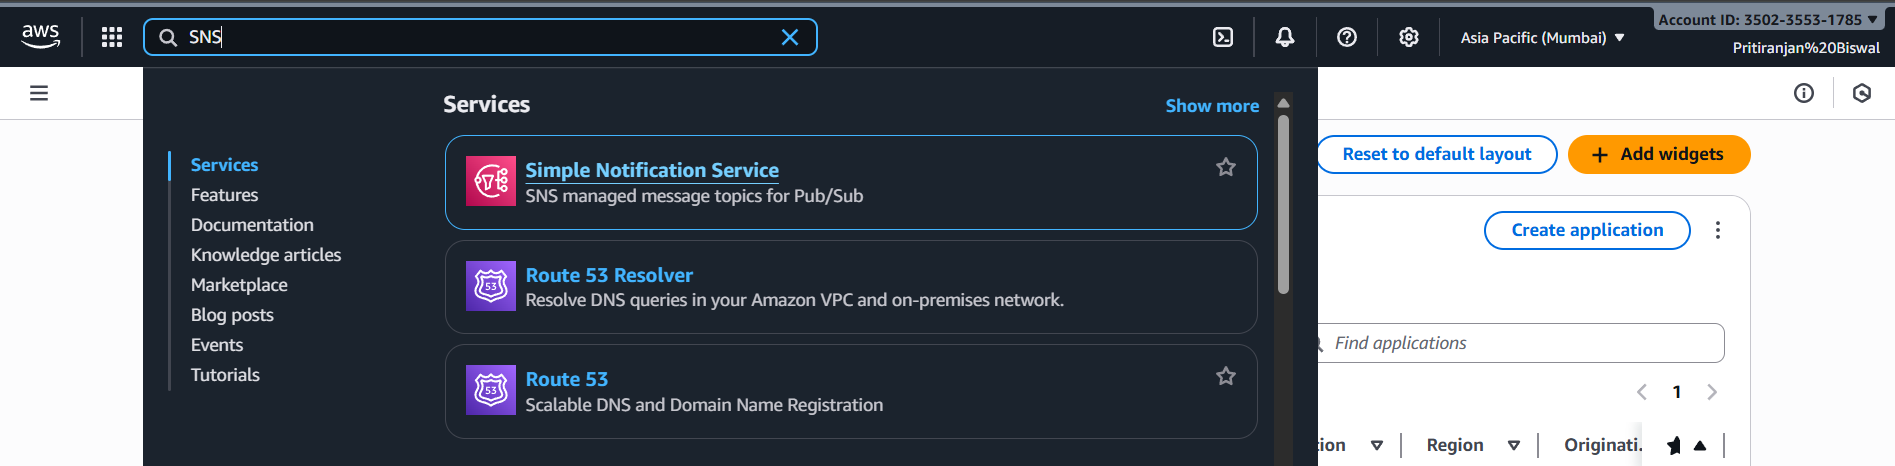 aws
SNS
Asia Pacific (Mumbai)
Account ID: 3502-3553-1785
Pritiranjan%20Biswal
Services
Features
Documentation
Knowledge articles
Marketplace
Blog posts
Events
Tutorials
Services
Show more
Simple Notification Service
SNS managed message topics for Pub/Sub
53
Route 53 Resolver
Resolve DNS queries in your Amazon VPC and on-premises network.
53
Route 53
Scalable DNS and Domain Name Registration
Reset to default layout
+ Add widgets
Create application
Find applications
1
tion
Region
Originati.